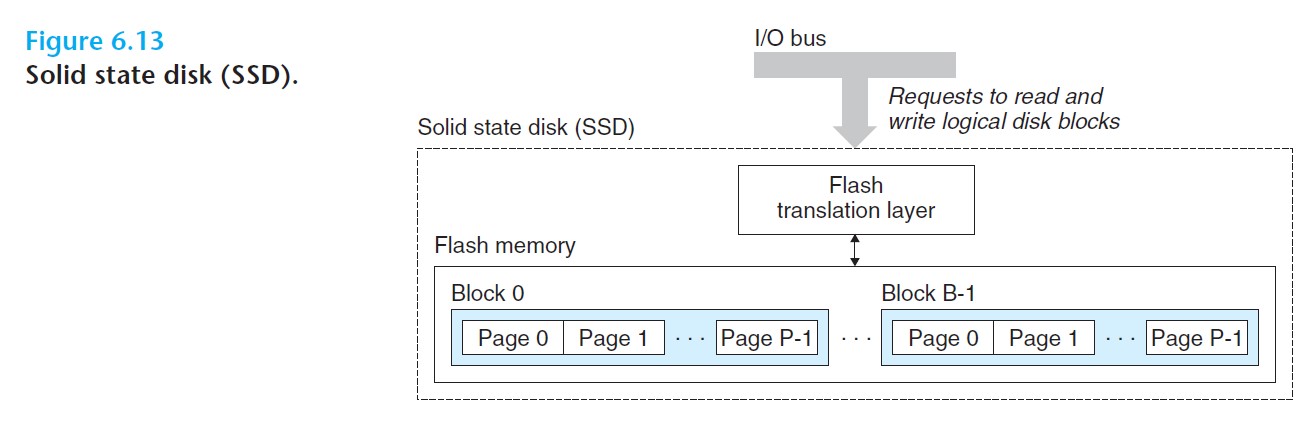 Figure 6.13
Solid state disk (SSD).
I/O bus
Requests to read and
write logical disk blocks
Solid state disk (SSD)
Flash
translation layer
Flash memory
Block 0
Block B-1
Page 0 Page 1 · · · Page P-1 · · · Page 0 Page 1 · · · Page P-1